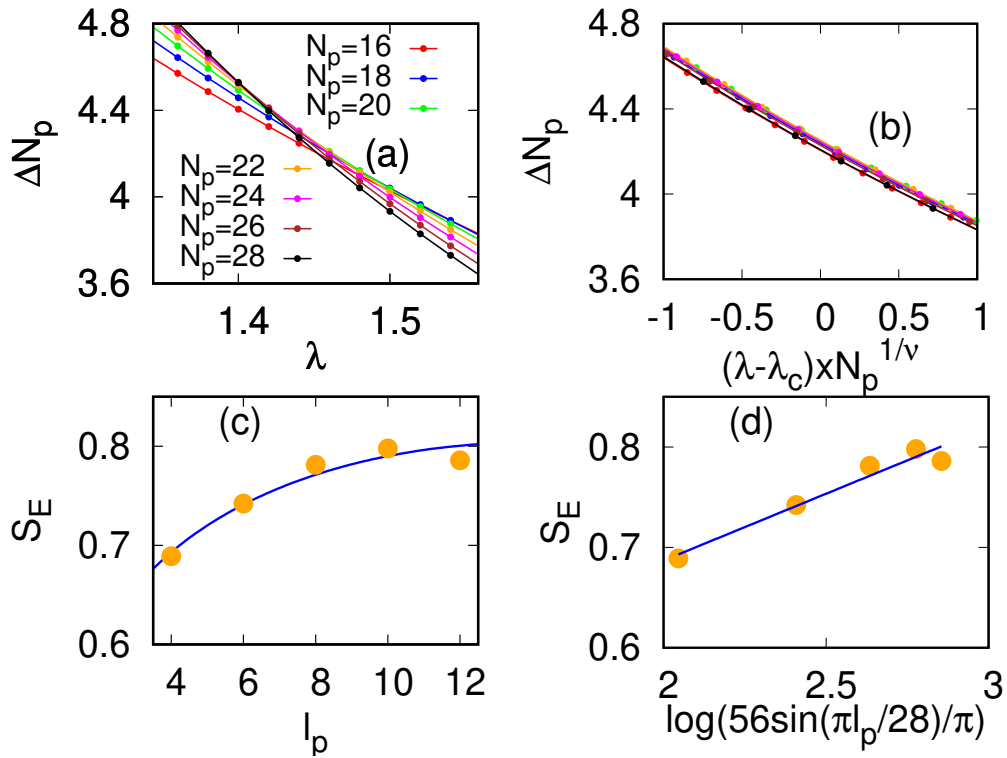 4.8
4.4
4
3.6
ΔN_p
N_p=16
N_p=18
N_p=20
(a)
N_p=22
N_p=24
N_p=26
N_p=28
1.4 1.5
λ
4.8
4.4
4
3.6
ΔN_p
(b)
-1 -0.5 0 0.5 1
(λ-λ_c)xN_p^{1/ν}
0.8
0.7
0.6
S_E
(c)
4 6 8 10 12
l_p
0.8
0.7
0.6
S_E
(d)
2 2.5 3
log(56sin(πl_p/28)/π)